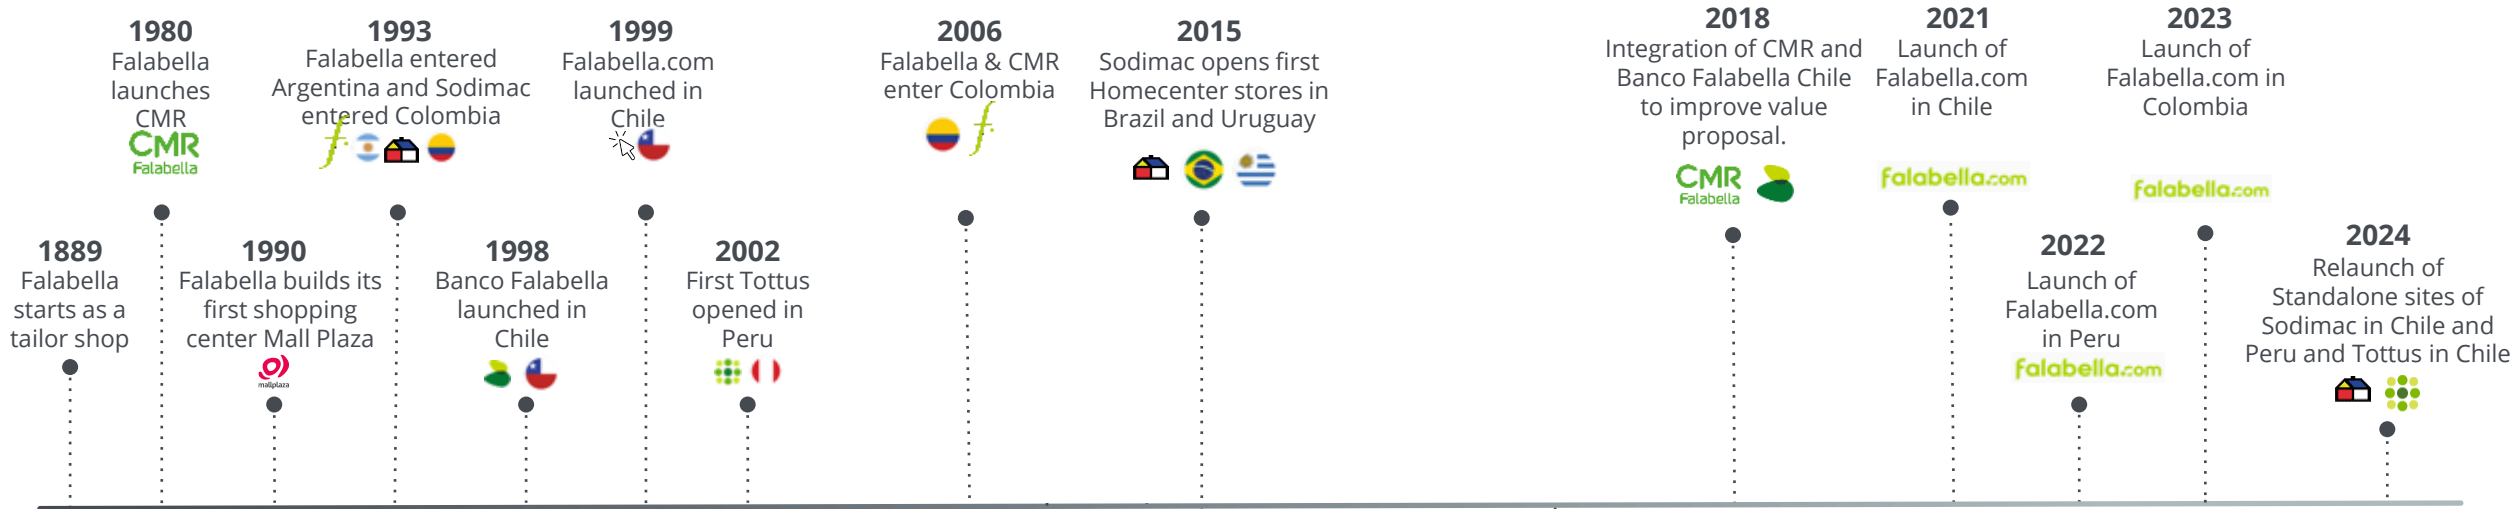 1980
Falabella
launches
CMR
CMR
Falabella
1993
Falabella entered
Argentina and Sodimac
entered Colombia
1999
Falabella.com
launched in
Chile
2006
Falabella & CMR
enter Colombia
2015
Sodimac opens first
Homecenter stores in
Brazil and Uruguay
2018
Integration of CMR and
Banco Falabella Chile
to improve value
proposal.
CMR
Falabella
2021
Launch of
Falabella.com
in Chile
falabella.com
2023
Launch of
Falabella.com in
Colombia
falabella.com
1889
Falabella
starts as a
tailor shop
1990
Falabella builds its
first shopping
center Mall Plaza
mallplaza
1998
Banco Falabella
launched in
Chile
2002
First Tottus
opened in
Peru
2022
Launch of
Falabella.com
in Peru
falabella.com
2024
Relaunch of
Standalone sites of
Sodimac in Chile and
Peru and Tottus in Chile